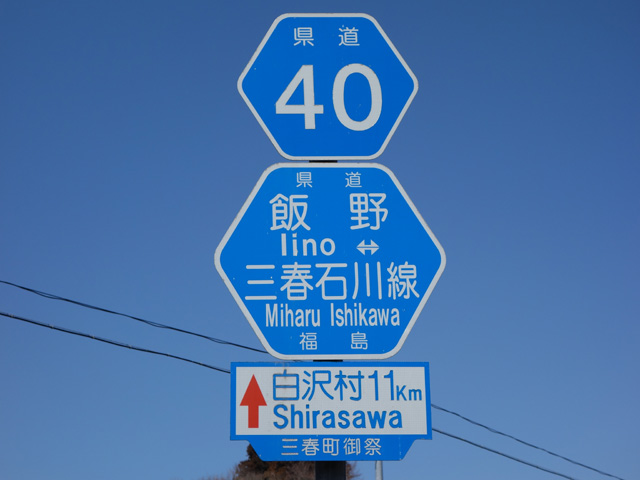 県道
40
県道
飯野
Iino ⇔
三春石川線
Miharu Ishikawa
福島
白沢村11Km
Shirasawa
三春町御祭